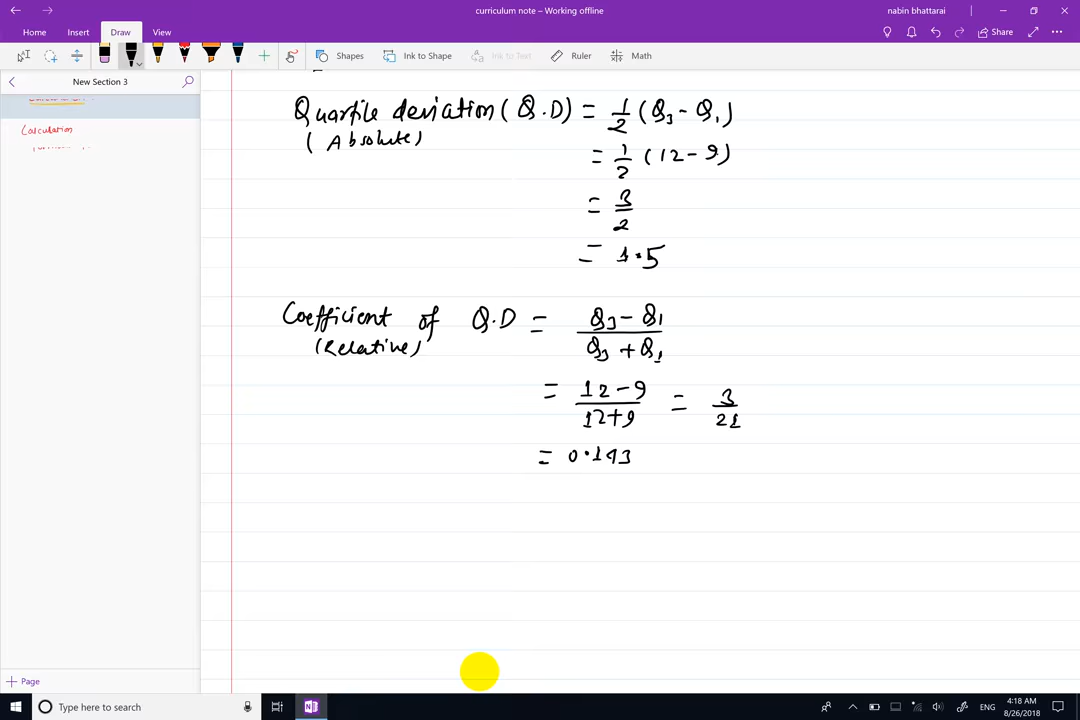 curriculum note – Working offline
nabin bhattarai
Home Insert Draw View
Share
Shapes Ink to Shape Ink to Text Ruler Math
New Section 3
Calculation
Quartile deviation (Q.D) = 1/2 (Q3 - Q1)
(Absolute)
= 1/2 (12 - 9)
= 3/2
= 1.5
Coefficient of Q.D = Q3 - Q1 / Q3 + Q1
(Relative)
= 12 - 9 / 12 + 9 = 3/21
= 0.143
+ Page
Type here to search
ENG
4:18 AM
8/26/2018